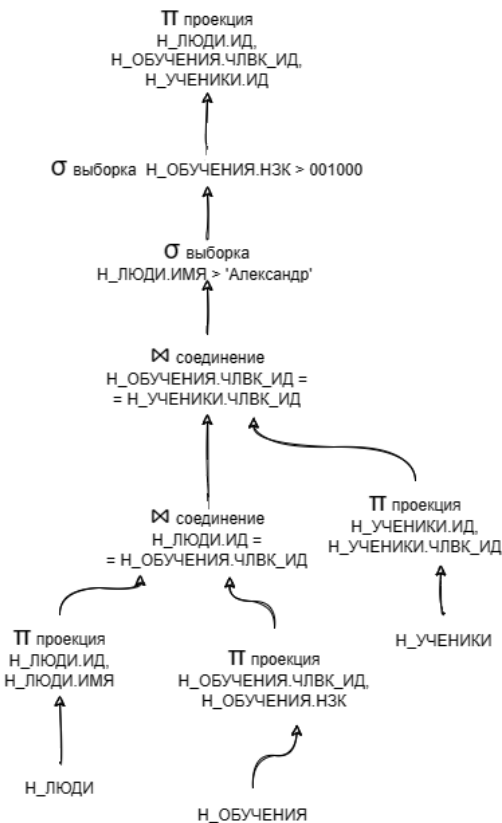 π проекция
Н_ЛЮДИ.ИД,
Н_ОБУЧЕНИЯ.ЧЛВК_ИД,
Н_УЧЕНИКИ.ИД
σ выборка Н_ОБУЧЕНИЯ.НЗК > 001000
σ выборка
Н_ЛЮДИ.ИМЯ > 'Александр'
⋈ соединение
Н_ОБУЧЕНИЯ.ЧЛВК_ИД =
= Н_УЧЕНИКИ.ЧЛВК_ИД
⋈ соединение
Н_ЛЮДИ.ИД =
= Н_ОБУЧЕНИЯ.ЧЛВК_ИД
π проекция
Н_УЧЕНИКИ.ИД,
Н_УЧЕНИКИ.ЧЛВК_ИД
π проекция
Н_ЛЮДИ.ИД,
Н_ЛЮДИ.ИМЯ
π проекция
Н_ОБУЧЕНИЯ.ЧЛВК_ИД,
Н_ОБУЧЕНИЯ.НЗК
Н_УЧЕНИКИ
Н_ЛЮДИ
Н_ОБУЧЕНИЯ